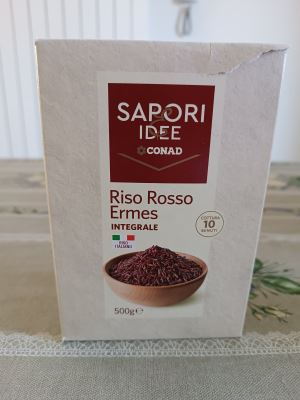 SAPORI
& IDEE
CONAD
Riso Rosso
Ermes
INTEGRALE
RISO
ITALIANO
COTTURA
10
MINUTI
500g℮